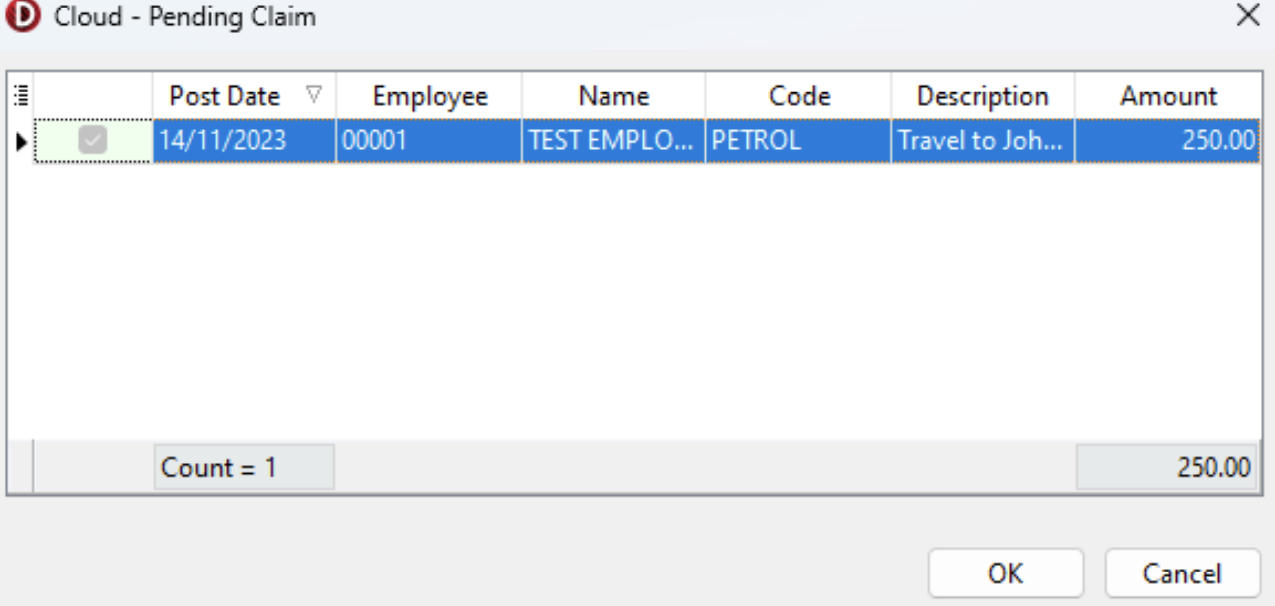 D Cloud - Pending Claim
Post Date Employee Name Code Description Amount
14/11/2023 00001 TEST EMPLO... PETROL Travel to Joh... 250.00
Count = 1 250.00
OK Cancel